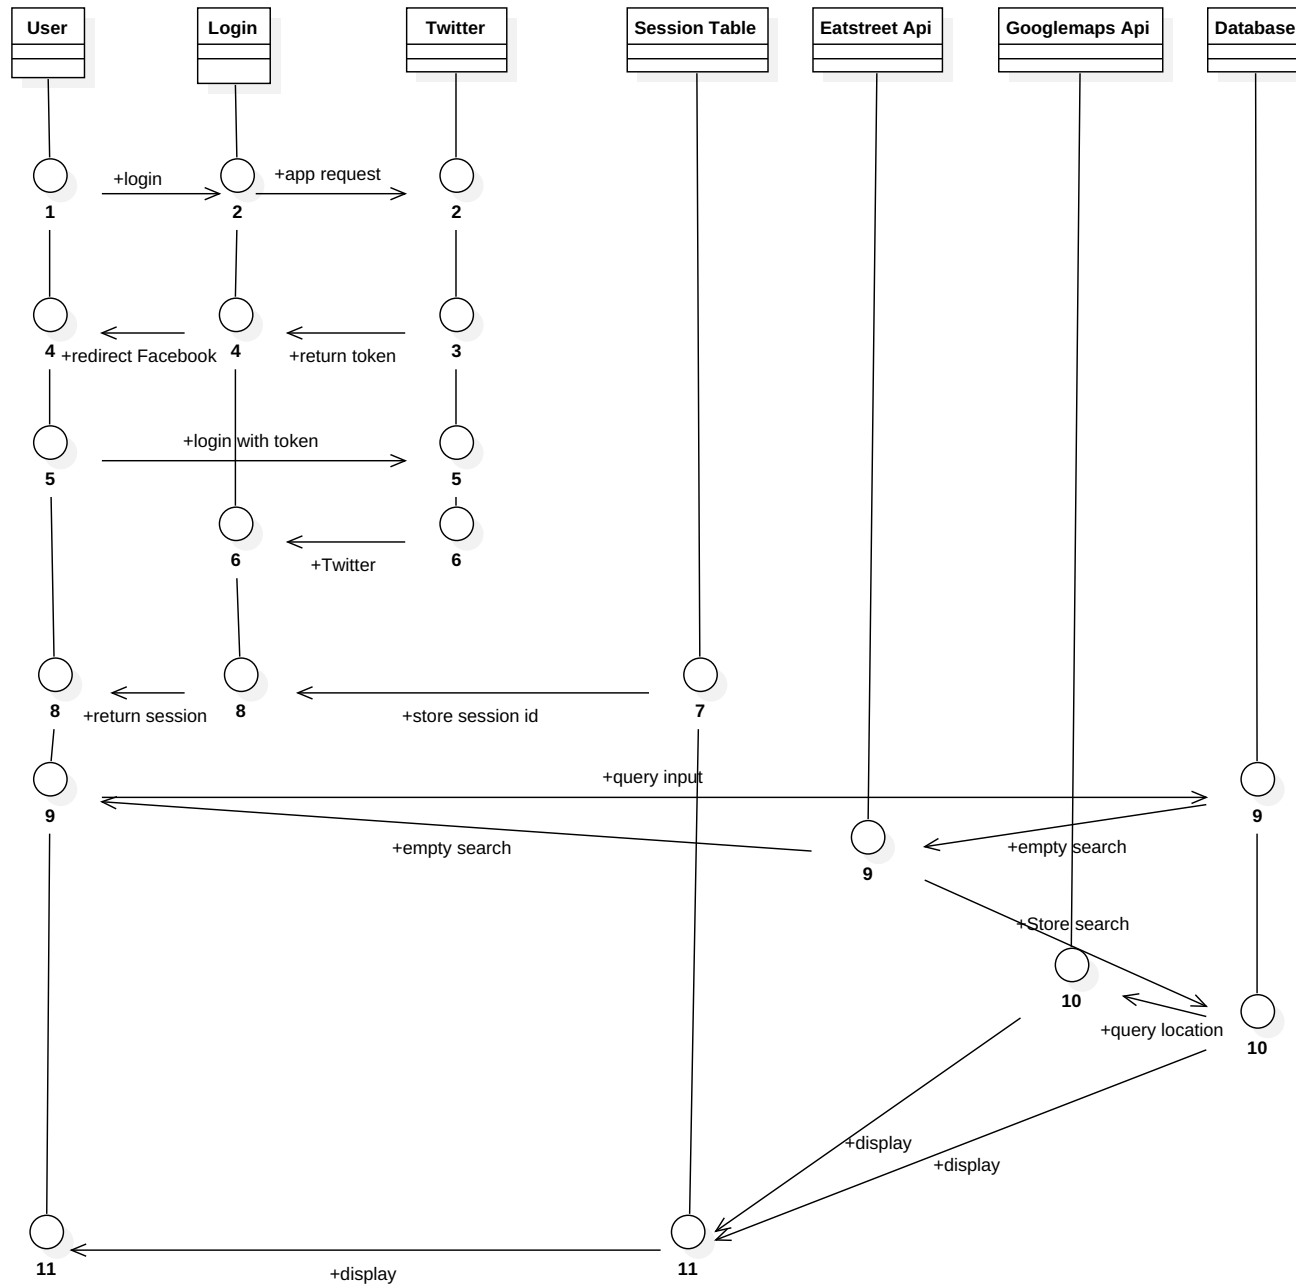 User
Login
Twitter
Session Table
Eatstreet Api
Googlemaps Api
Database
+login
+app request
1
2
2
4
+redirect Facebook
4
+return token
3
+login with token
5
5
6
+Twitter
6
8
+return session
8
+store session id
7
+query input
9
9
+empty search
+empty search
9
+Store search
10
+query location
10
+display
+display
11
+display
11